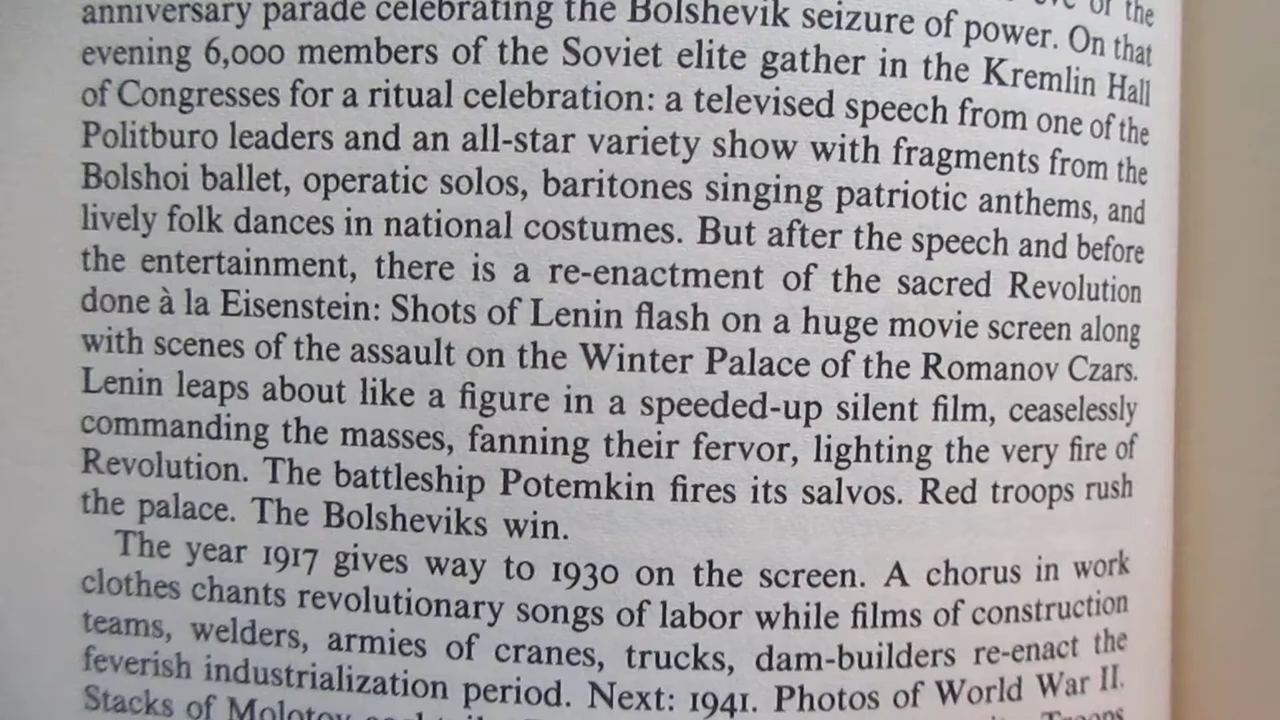 anniversary parade celebrating the Bolshevik seizure of power. On that
evening 6,000 members of the Soviet elite gather in the Kremlin Hall
of Congresses for a ritual celebration: a televised speech from one of the
Politburo leaders and an all-star variety show with fragments from the
Bolshoi ballet, operatic solos, baritones singing patriotic anthems, and
lively folk dances in national costumes. But after the speech and before
the entertainment, there is a re-enactment of the sacred Revolution
done à la Eisenstein: Shots of Lenin flash on a huge movie screen along
with scenes of the assault on the Winter Palace of the Romanov Czars.
Lenin leaps about like a figure in a speeded-up silent film, ceaselessly
commanding the masses, fanning their fervor, lighting the very fire of
Revolution. The battleship Potemkin fires its salvos. Red troops rush
the palace. The Bolsheviks win.
The year 1917 gives way to 1930 on the screen. A chorus in work
clothes chants revolutionary songs of labor while films of construction
teams, welders, armies of cranes, trucks, dam-builders re-enact the
feverish industrialization period. Next: 1941. Photos of World War II.
Stacks of Molotov